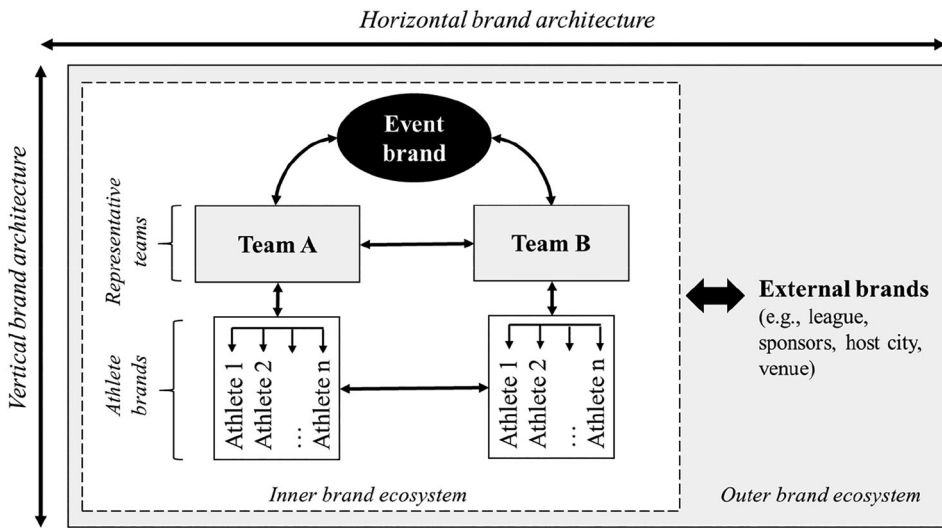 Horizontal brand architecture
Vertical brand architecture
Event
brand
Representative
teams
Team A
Team B
External brands
(e.g., league,
sponsors, host city,
venue)
Athlete
brands
Athlete 1
Athlete 2
…
Athlete n
Athlete 1
Athlete 2
…
Athlete n
Inner brand ecosystem
Outer brand ecosystem